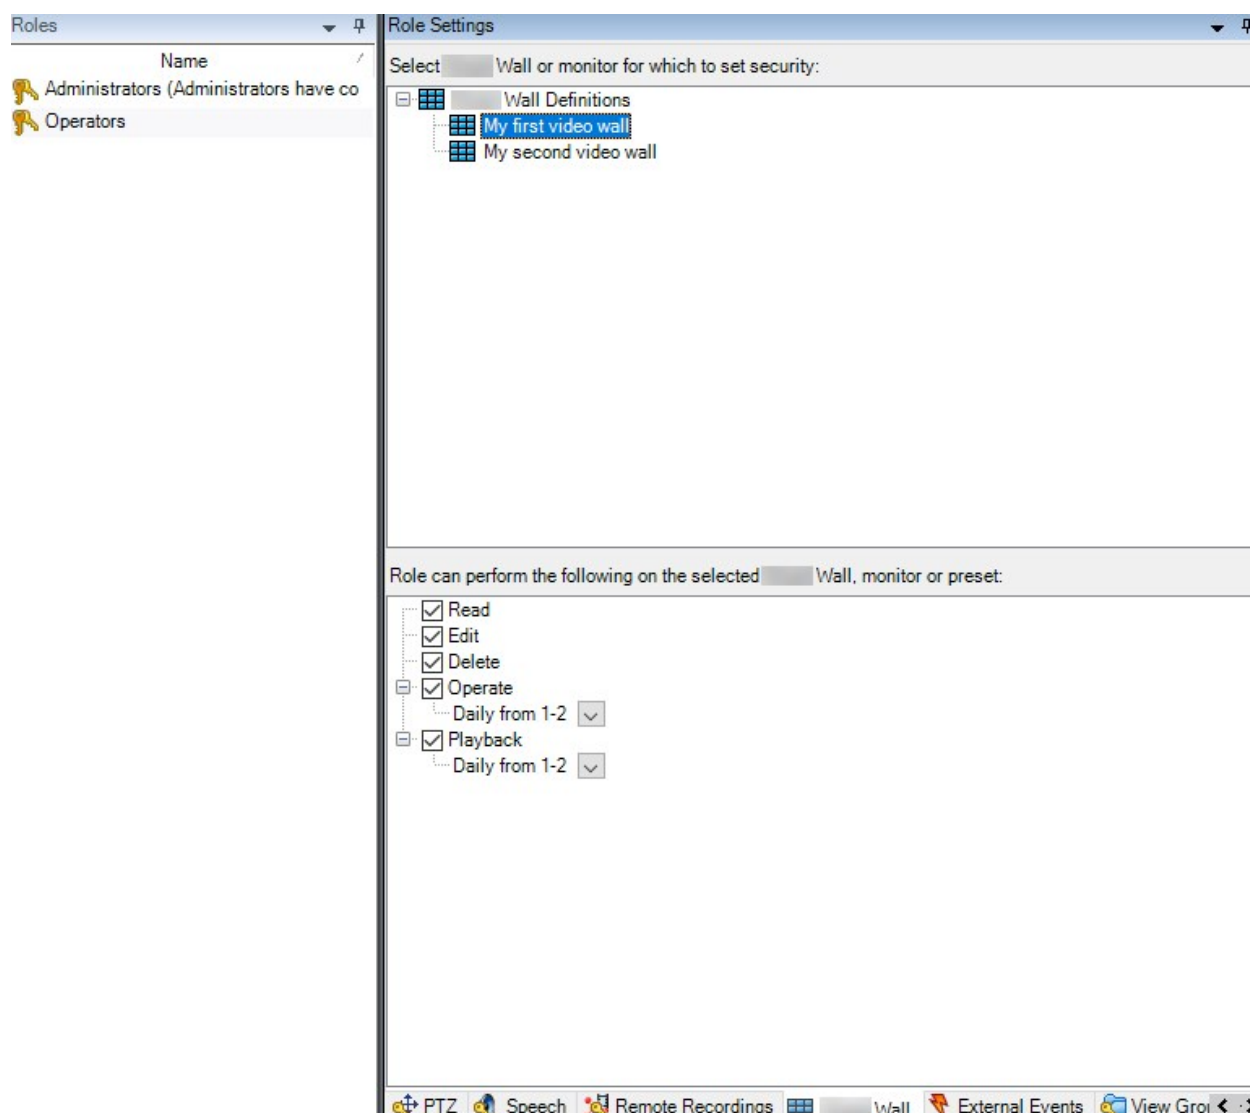 Roles
Name
Administrators (Administrators have co
Operators
Role Settings
Select Wall or monitor for which to set security:
Wall Definitions
My first video wall
My second video wall
Role can perform the following on the selected Wall, monitor or preset:
Read
Edit
Delete
Operate
Daily from 1-2
Playback
Daily from 1-2
PTZ Speech Remote Recordings Wall External Events View Grou